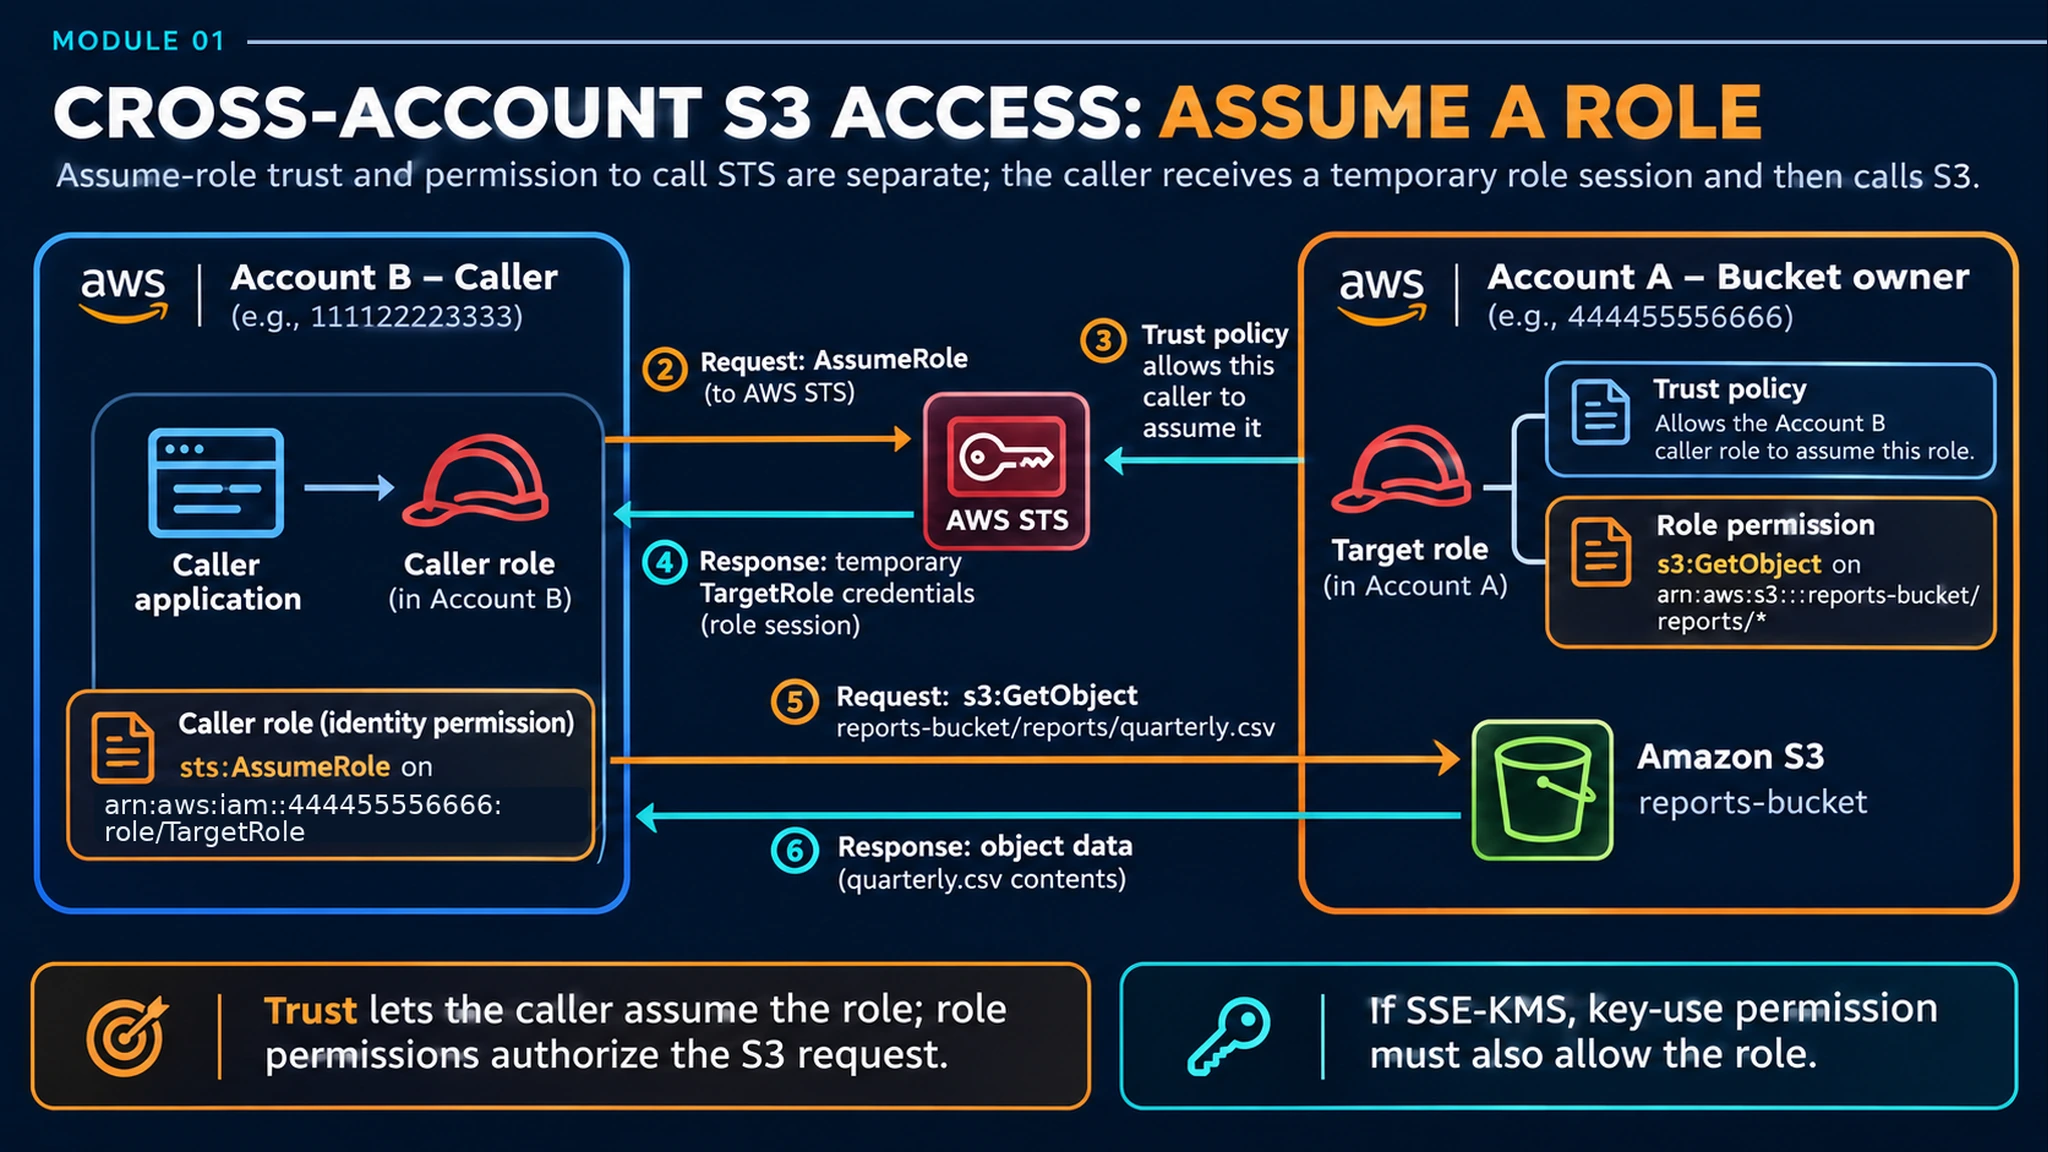 MODULE 01
CROSS-ACCOUNT S3 ACCESS: ASSUME A ROLE
Assume-role trust and permission to call STS are separate; the caller receives a temporary role session and then calls S3.
aws
Account B – Caller
(e.g., 111122223333)
Caller
application
Caller role
(in Account B)
Caller role (identity permission)
sts:AssumeRole on
arn:aws:iam::444455556666:
role/TargetRole
2
Request: AssumeRole
(to AWS STS)
AWS STS
3
Trust policy
allows this
caller to
assume it
4
Response: temporary
TargetRole credentials
(role session)
5
Request: s3:GetObject
reports-bucket/reports/quarterly.csv
6
Response: object data
(quarterly.csv contents)
aws
Account A – Bucket owner
(e.g., 444455556666)
Target role
(in Account A)
Trust policy
Allows the Account B
caller role to assume this role.
Role permission
s3:GetObject on
arn:aws:s3:::reports-bucket/
reports/*
Amazon S3
reports-bucket
Trust lets the caller assume the role; role
permissions authorize the S3 request.
If SSE-KMS, key-use permission
must also allow the role.